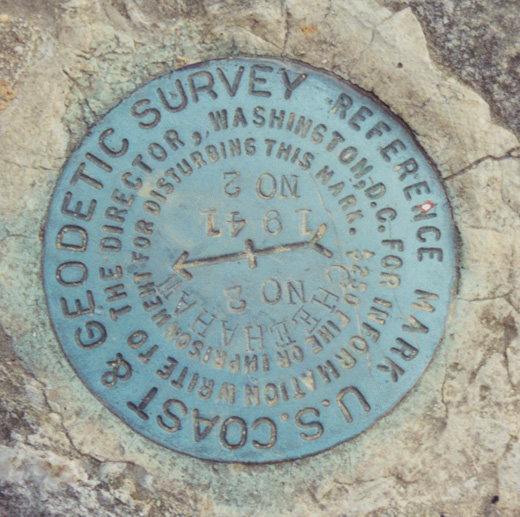 U.S. COAST & GEODETIC SURVEY REFERENCE MARK
FOR INFORMATION WRITE TO THE DIRECTOR, WASHINGTON, D.C.
$250 FINE OR IMPRISONMENT FOR DISTURBING THIS MARK.
CHEEHAHA
NO 2
1941
NO 2